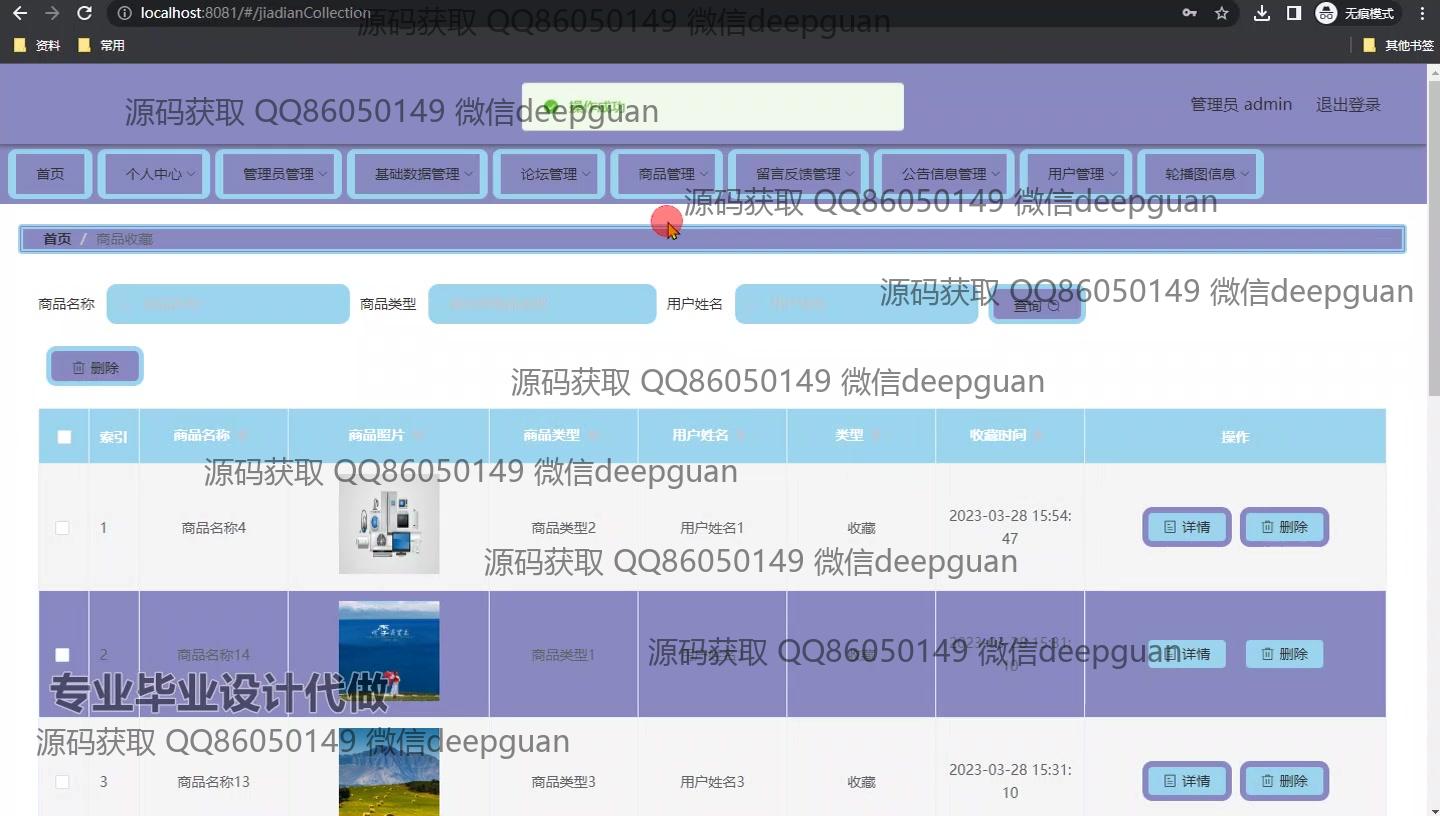 localhost:8081/#/jiadianCollection
无痕模式
资料
常用
其他书签
源码获取 QQ86050149 微信deepguan
源码获取 QQ86050149 微信deepguan
操作成功
管理员 admin
退出登录
首页
个人中心
管理员管理
基础数据管理
论坛管理
商品管理
留言反馈管理
公告信息管理
用户管理
轮播图信息
源码获取 QQ86050149 微信deepguan
首页 / 商品收藏
商品名称
商品类型
用户姓名
查询
源码获取 QQ86050149 微信deepguan
删除
源码获取 QQ86050149 微信deepguan
索引 商品名称 商品照片 商品类型 用户姓名 类型 收藏时间 操作
源码获取 QQ86050149 微信deepguan
1 商品名称4 商品类型2 用户姓名1 收藏 2023-03-28 15:54:47 详情 删除
源码获取 QQ86050149 微信deepguan
2 商品名称14 商品类型1 2023-03-28 15:31:10 详情 删除
源码获取 QQ86050149 微信deepguan
专业毕业设计代做
源码获取 QQ86050149 微信deepguan
3 商品名称13 商品类型3 用户姓名3 收藏 2023-03-28 15:31:10 详情 删除